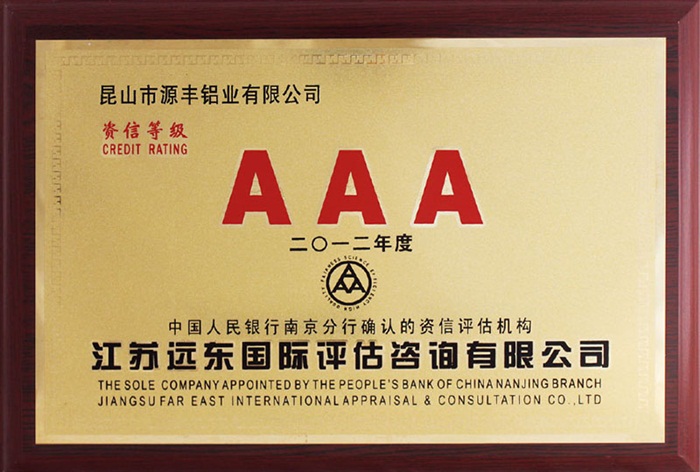 昆山市源丰铝业有限公司
资信等级
CREDIT RATING
AAA
二〇一二年度
中国人民银行南京分行确认的资信评估机构
江苏远东国际评估咨询有限公司
THE SOLE COMPANY APPOINTED BY THE PEOPLE'S BANK OF CHINA NANJING BRANCH
JIANGSU FAR EAST INTERNATIONAL APPRAISAL & CONSULTATION CO., LTD